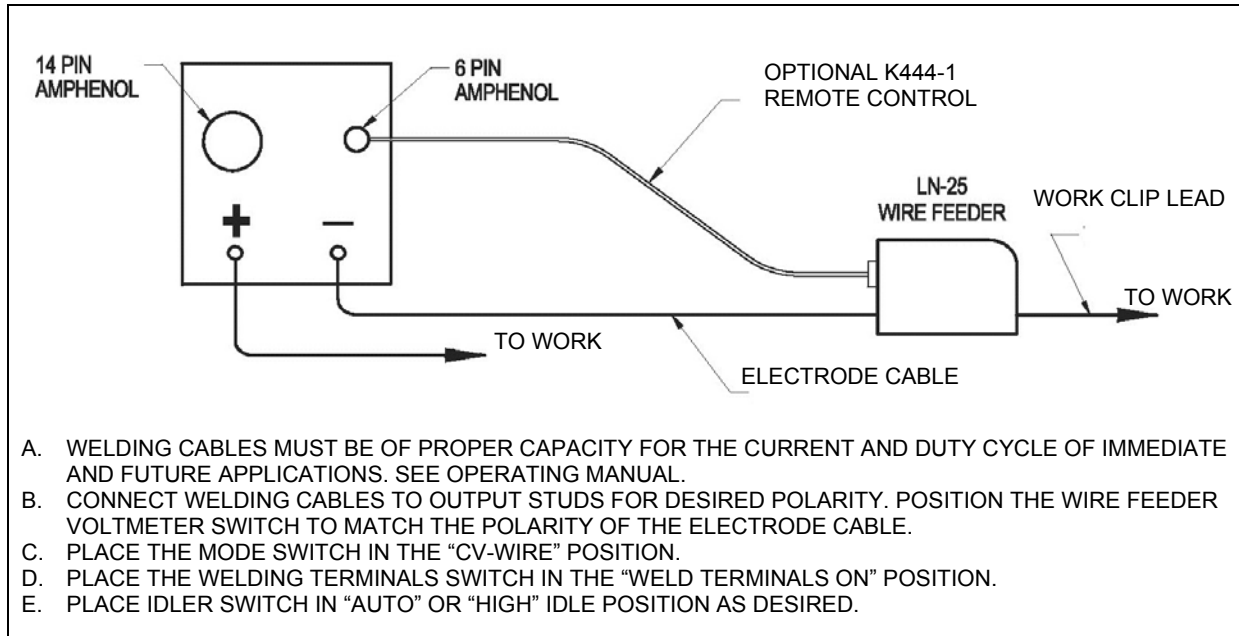 14 PIN
AMPHENOL
6 PIN
AMPHENOL
OPTIONAL K444-1
REMOTE CONTROL
LN-25
WIRE FEEDER
WORK CLIP LEAD
+
–
TO WORK
TO WORK
ELECTRODE CABLE
A. WELDING CABLES MUST BE OF PROPER CAPACITY FOR THE CURRENT AND DUTY CYCLE OF IMMEDIATE
AND FUTURE APPLICATIONS. SEE OPERATING MANUAL.
B. CONNECT WELDING CABLES TO OUTPUT STUDS FOR DESIRED POLARITY. POSITION THE WIRE FEEDER
VOLTMETER SWITCH TO MATCH THE POLARITY OF THE ELECTRODE CABLE.
C. PLACE THE MODE SWITCH IN THE “CV-WIRE” POSITION.
D. PLACE THE WELDING TERMINALS SWITCH IN THE “WELD TERMINALS ON” POSITION.
E. PLACE IDLER SWITCH IN “AUTO” OR “HIGH” IDLE POSITION AS DESIRED.